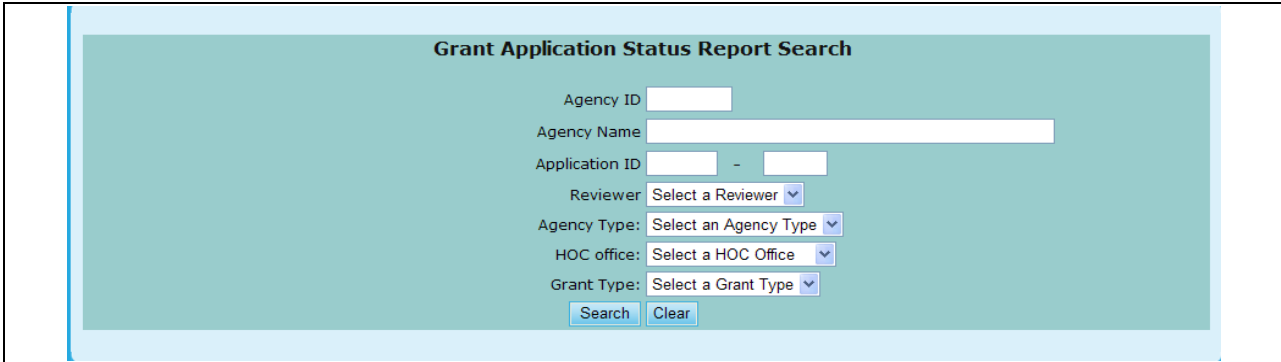 Grant Application Status Report Search
Agency ID
Agency Name
Application ID -
Reviewer Select a Reviewer
Agency Type: Select an Agency Type
HOC office: Select a HOC Office
Grant Type: Select a Grant Type
Search Clear